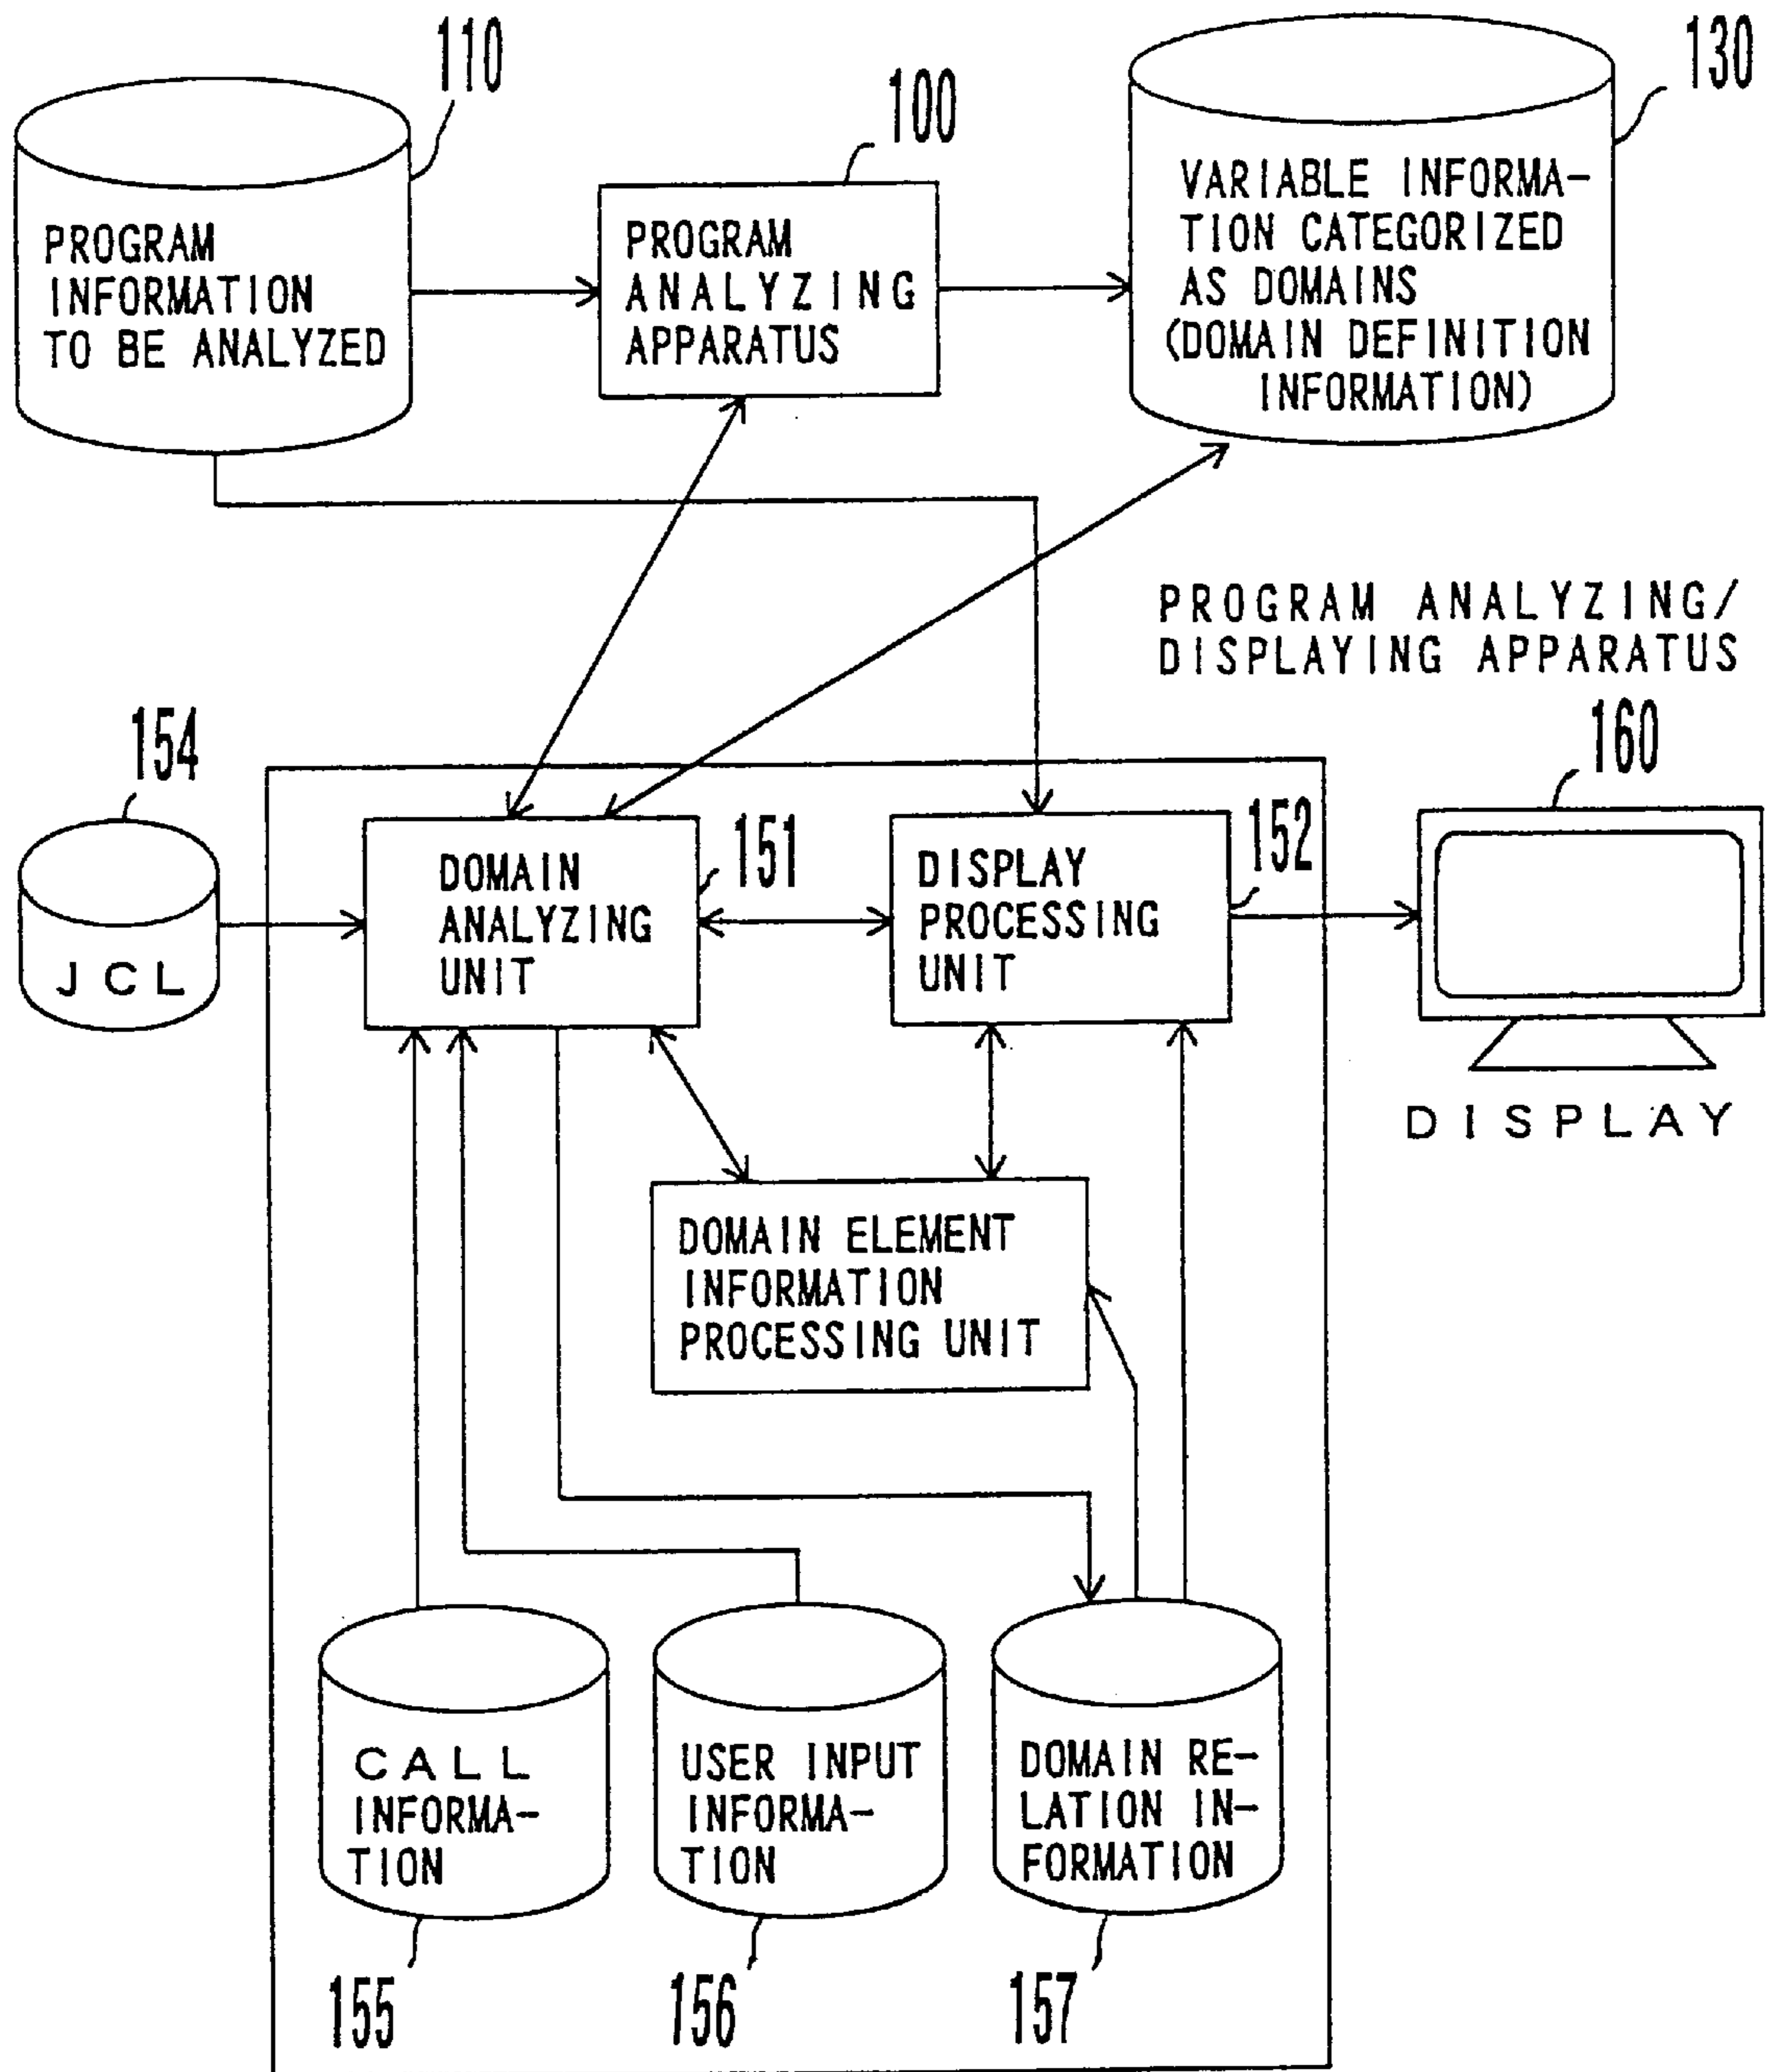 110
100
130
PROGRAM
INFORMATION
TO BE ANALYZED
PROGRAM
ANALYZING
APPARATUS
VARIABLE INFORMA-
TION CATEGORIZED
AS DOMAINS
(DOMAIN DEFINITION
INFORMATION)
PROGRAM ANALYZING/
DISPLAYING APPARATUS
154
160
JCL
DOMAIN
ANALYZING
UNIT
151
DISPLAY
PROCESSING
UNIT
152
DISPLAY
DOMAIN ELEMENT
INFORMATION
PROCESSING UNIT
CALL
INFORMA-
TION
USER INPUT
INFORMA-
TION
DOMAIN RE-
LATION IN-
FORMATION
155
156
157